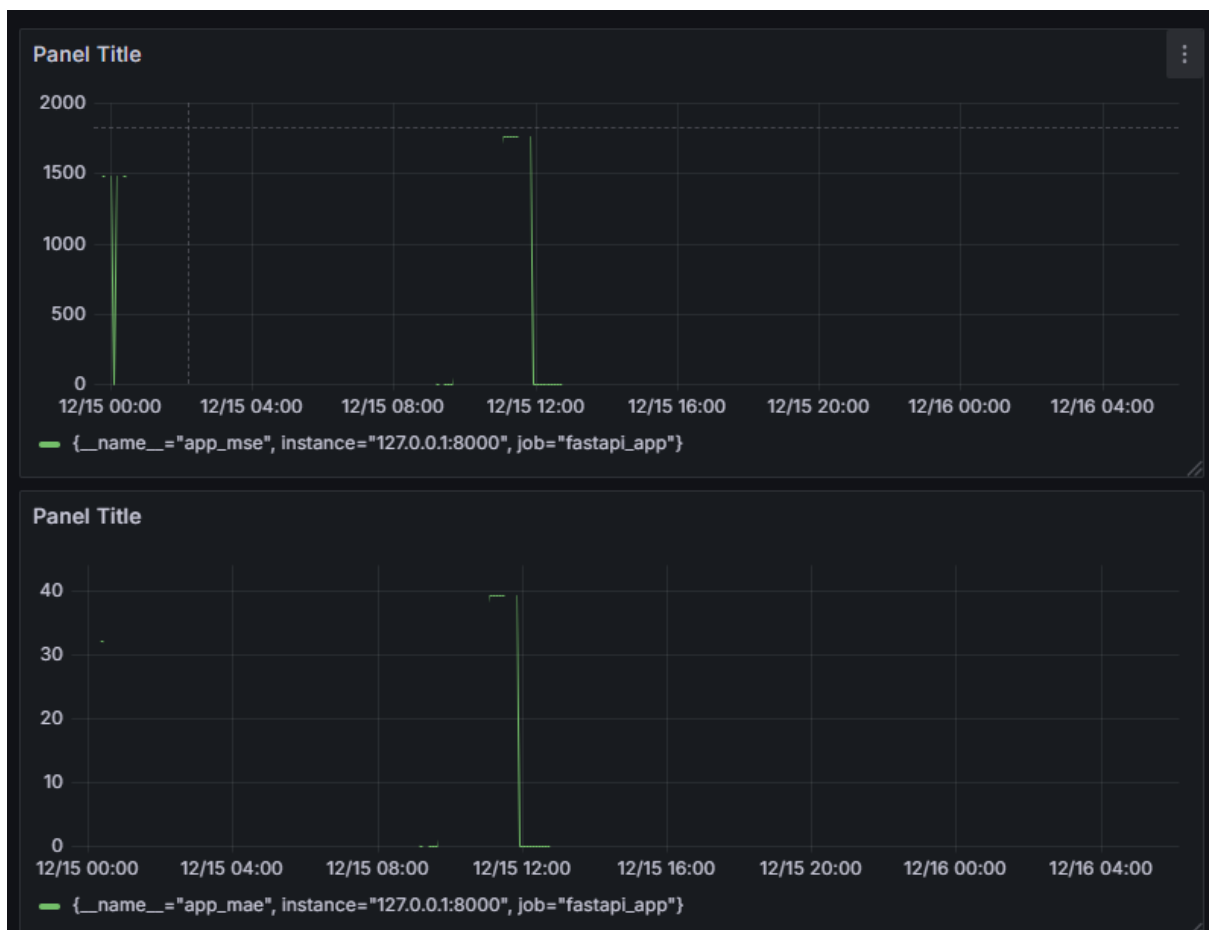 Panel Title
2000
1500
1000
500
0
12/15 00:00 12/15 04:00 12/15 08:00 12/15 12:00 12/15 16:00 12/15 20:00 12/16 00:00 12/16 04:00
{__name__="app_mse", instance="127.0.0.1:8000", job="fastapi_app"}
Panel Title
40
30
20
10
0
12/15 00:00 12/15 04:00 12/15 08:00 12/15 12:00 12/15 16:00 12/15 20:00 12/16 00:00 12/16 04:00
{__name__="app_mae", instance="127.0.0.1:8000", job="fastapi_app"}